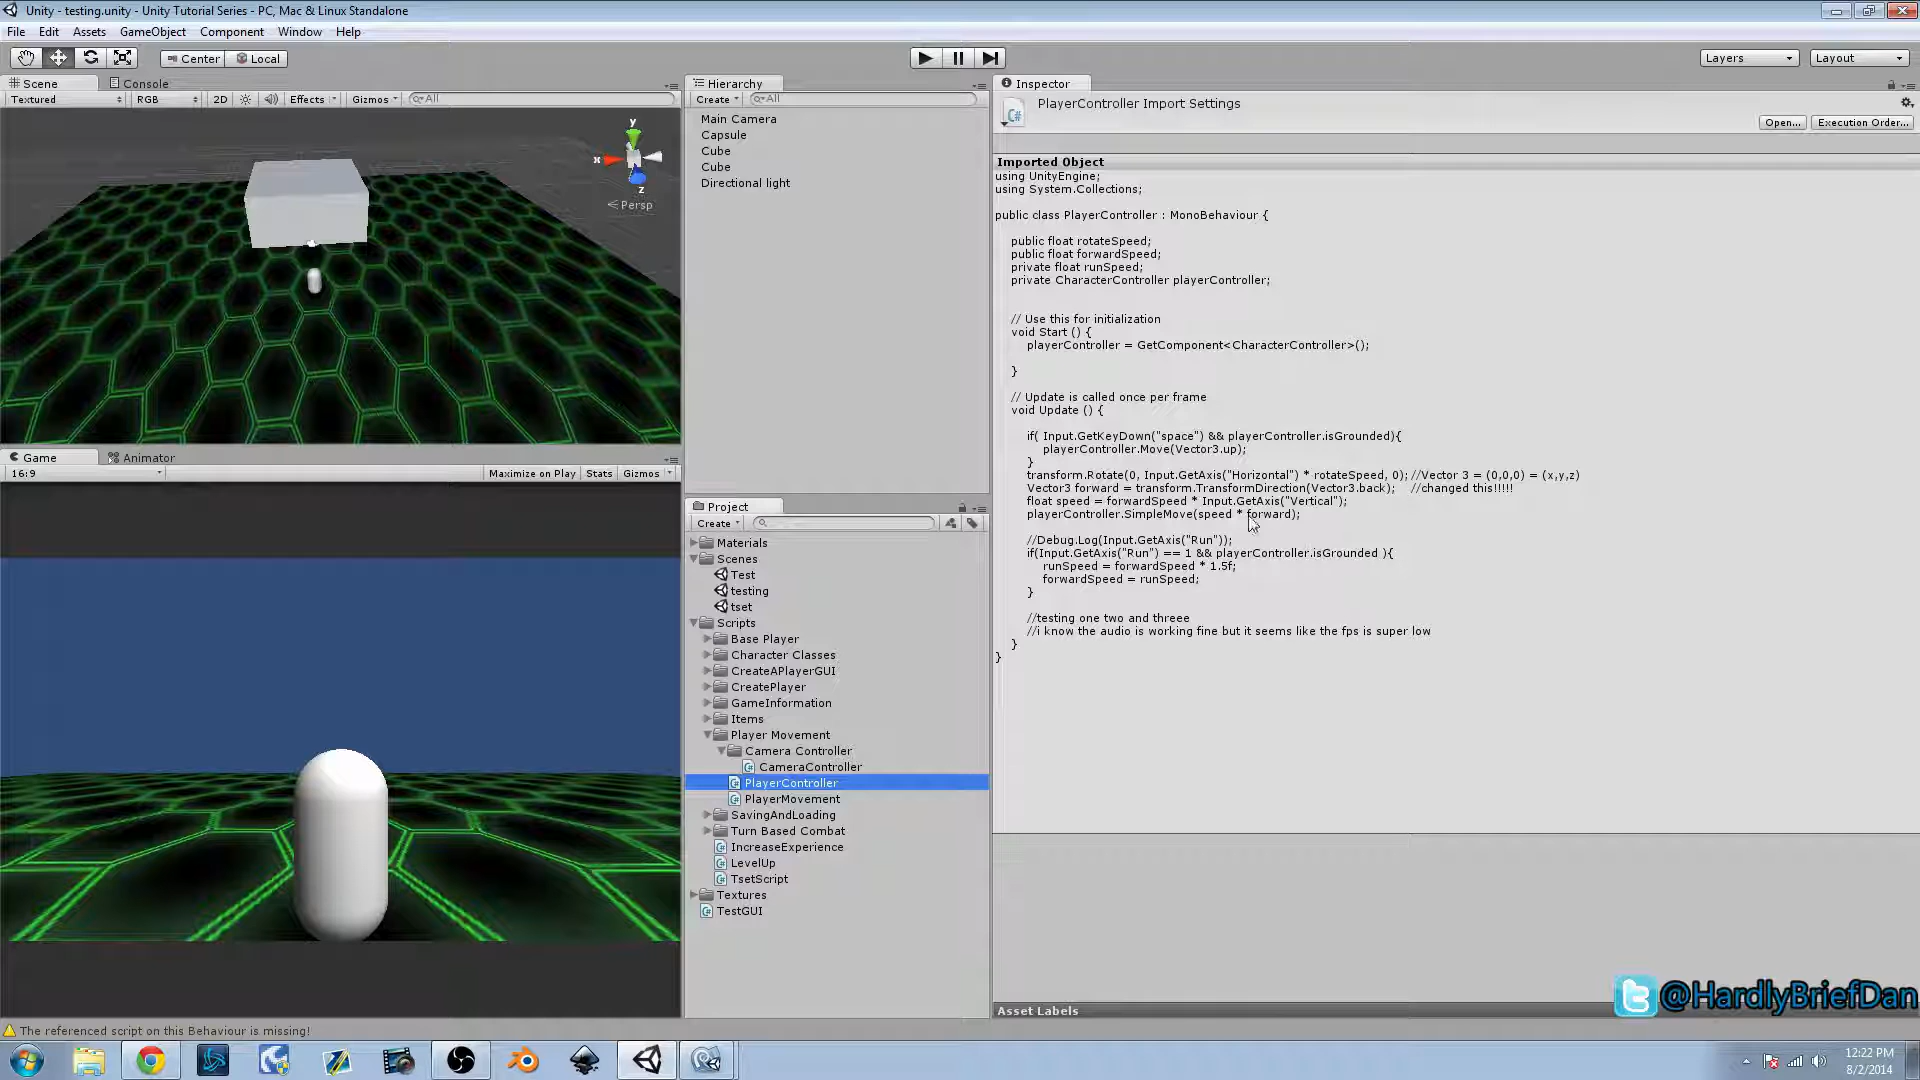 Unity - testing.unity - Unity Tutorial Series - PC, Mac & Linux Standalone
File Edit Assets GameObject Component Window Help
Center Local Layers Layout
Scene Console
Textured RGB 2D Effects Gizmos All
y
x
z
Persp
Game Animator
16:9 Maximize on Play Stats Gizmos
Hierarchy
Create All
Main Camera
Capsule
Cube
Cube
Directional light
Project
Create
Materials
Scenes
Test
testing
tset
Scripts
Base Player
Character Classes
CreateAPlayerGUI
CreatePlayer
GameInformation
Items
Player Movement
Camera Controller
CameraController
PlayerController
PlayerMovement
SavingAndLoading
Turn Based Combat
IncreaseExperience
LevelUp
TsetScript
Textures
TestGUI
Inspector
PlayerController Import Settings
C#
Open... Execution Order...
Imported Object
using UnityEngine;
using System.Collections;
public class PlayerController : MonoBehaviour {
public float rotateSpeed;
public float forwardSpeed;
private float runSpeed;
private CharacterController playerController;
// Use this for initialization
void Start () {
playerController = GetComponent<CharacterController>();
}
// Update is called once per frame
void Update () {
if( Input.GetKeyDown("space") && playerController.isGrounded){
playerController.Move(Vector3.up);
}
transform.Rotate(0, Input.GetAxis("Horizontal") * rotateSpeed, 0); //Vector 3 = (0,0,0) = (x,y,z)
Vector3 forward = transform.TransformDirection(Vector3.back); //changed this!!!!!
float speed = forwardSpeed * Input.GetAxis("Vertical");
playerController.SimpleMove(speed * forward);
//Debug.Log(Input.GetAxis("Run"));
if(Input.GetAxis("Run") == 1 && playerController.isGrounded ){
runSpeed = forwardSpeed * 1.5f;
forwardSpeed = runSpeed;
}
//testing one two and threee
//i know the audio is working fine but it seems like the fps is super low
}
}
@HardlyBriefDan
Asset Labels
The referenced script on this Behaviour is missing!
12:22 PM
8/2/2014